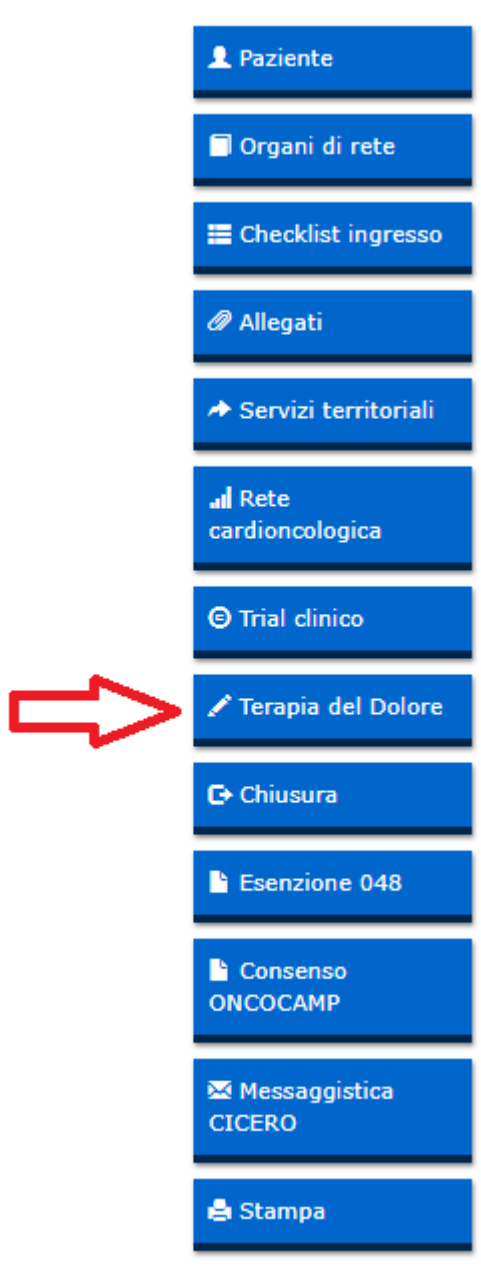 Paziente
Organi di rete
Checklist ingresso
Allegati
Servizi territoriali
Rete
cardioncologica
Trial clinico
Terapia del Dolore
Chiusura
Esenzione 048
Consenso
ONCOCAMP
Messaggistica
CICERO
Stampa